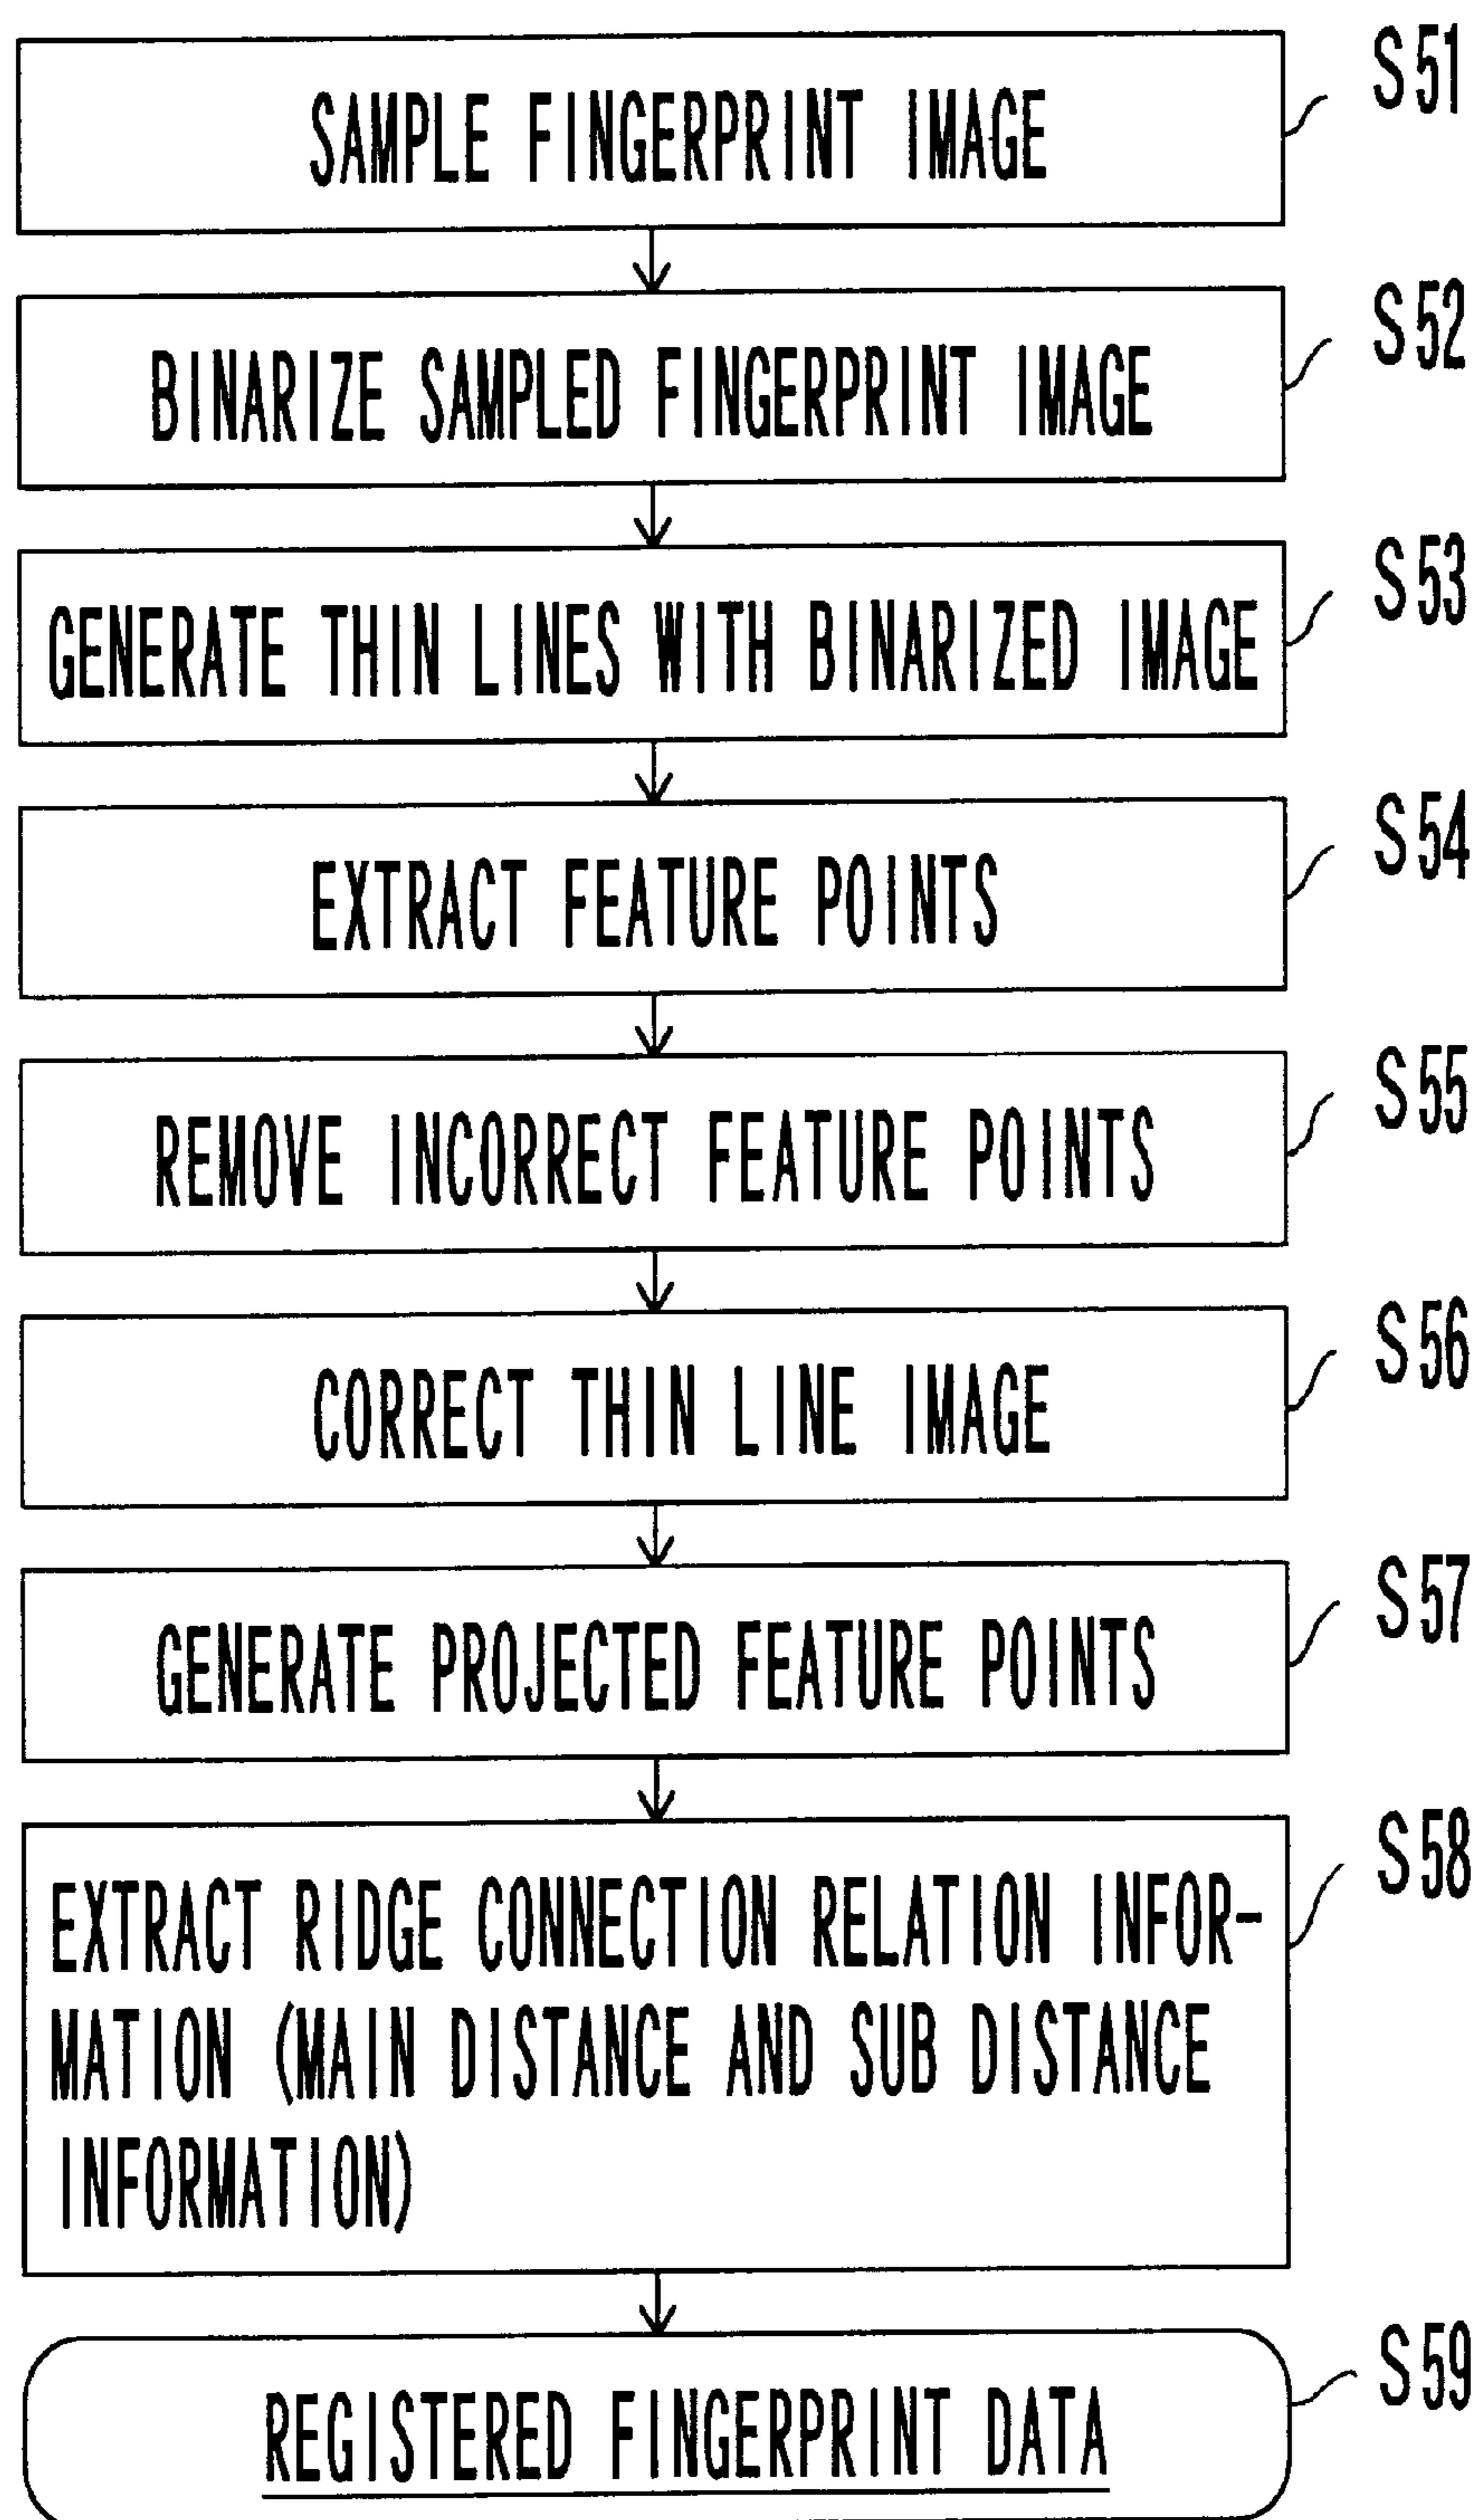 SAMPLE FINGERPRINT IMAGE
S51
BINARIZE SAMPLED FINGERPRINT IMAGE
S52
GENERATE THIN LINES WITH BINARIZED IMAGE
S53
EXTRACT FEATURE POINTS
S54
REMOVE INCORRECT FEATURE POINTS
S55
CORRECT THIN LINE IMAGE
S56
GENERATE PROJECTED FEATURE POINTS
S57
EXTRACT RIDGE CONNECTION RELATION INFOR-
MATION (MAIN DISTANCE AND SUB DISTANCE
INFORMATION)
S58
REGISTERED FINGERPRINT DATA
S59